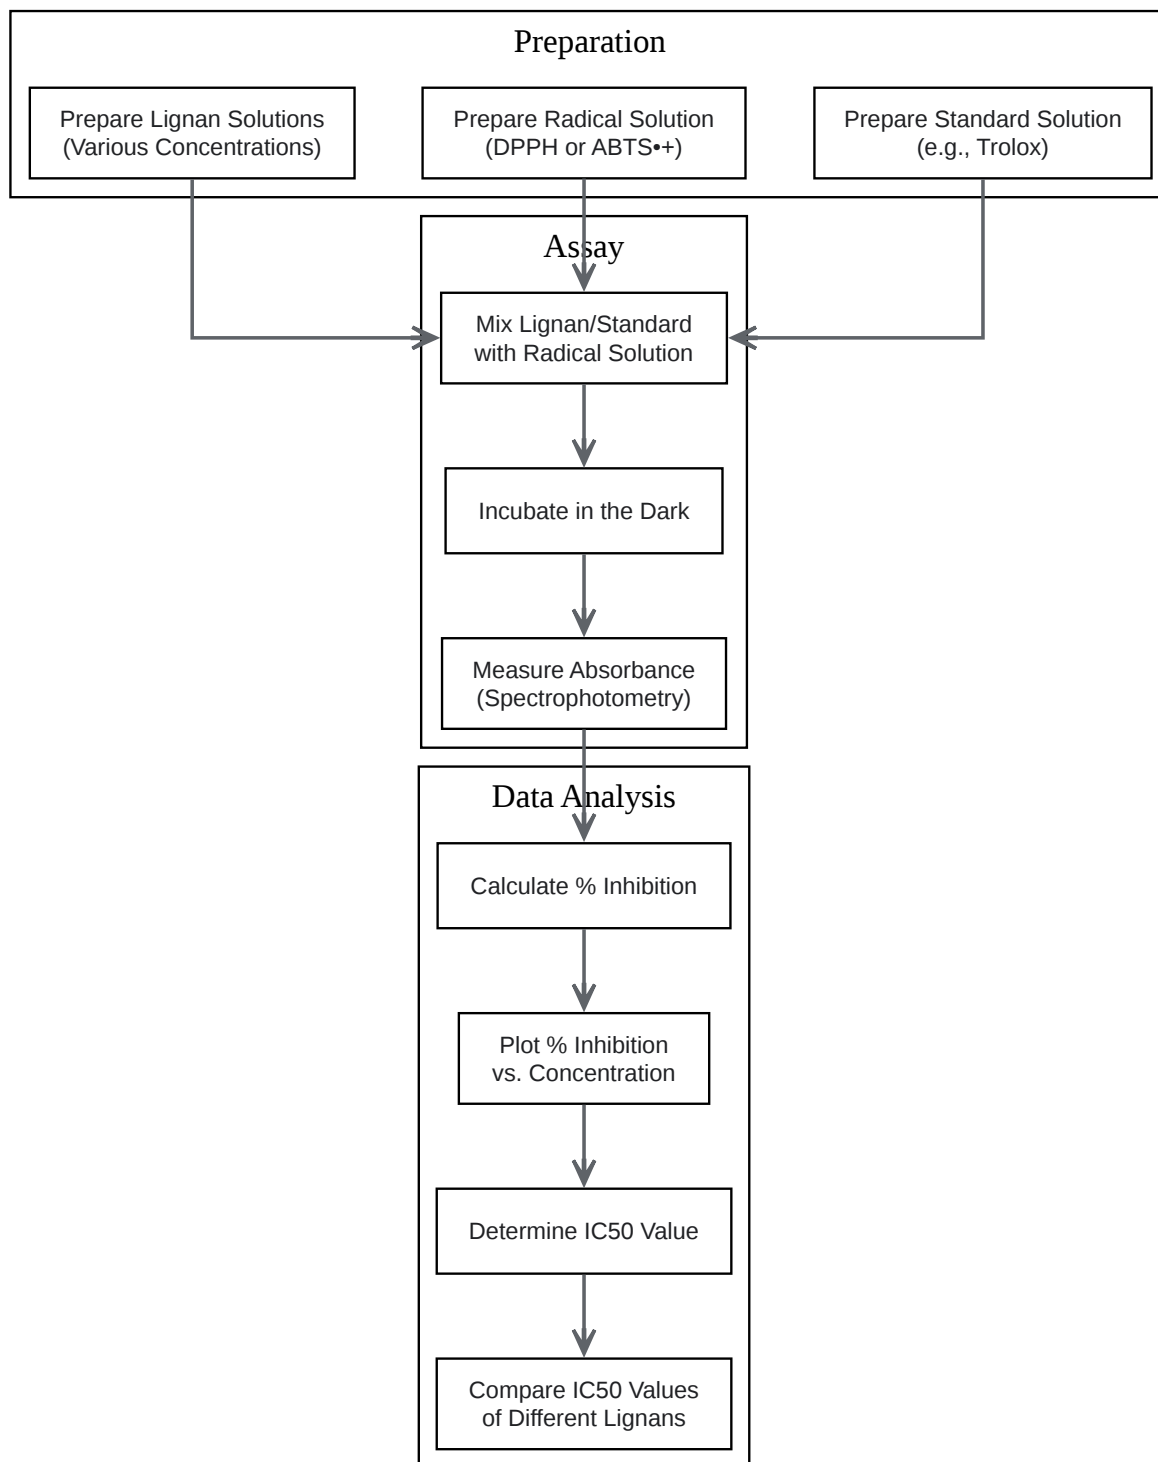 Preparation
Prepare Lignan Solutions
(Various Concentrations)
Prepare Radical Solution
(DPPH or ABTS•+)
Prepare Standard Solution
(e.g., Trolox)
Assay
Mix Lignan/Standard
with Radical Solution
Incubate in the Dark
Measure Absorbance
(Spectrophotometry)
Data Analysis
Calculate % Inhibition
Plot % Inhibition
vs. Concentration
Determine IC50 Value
Compare IC50 Values
of Different Lignans